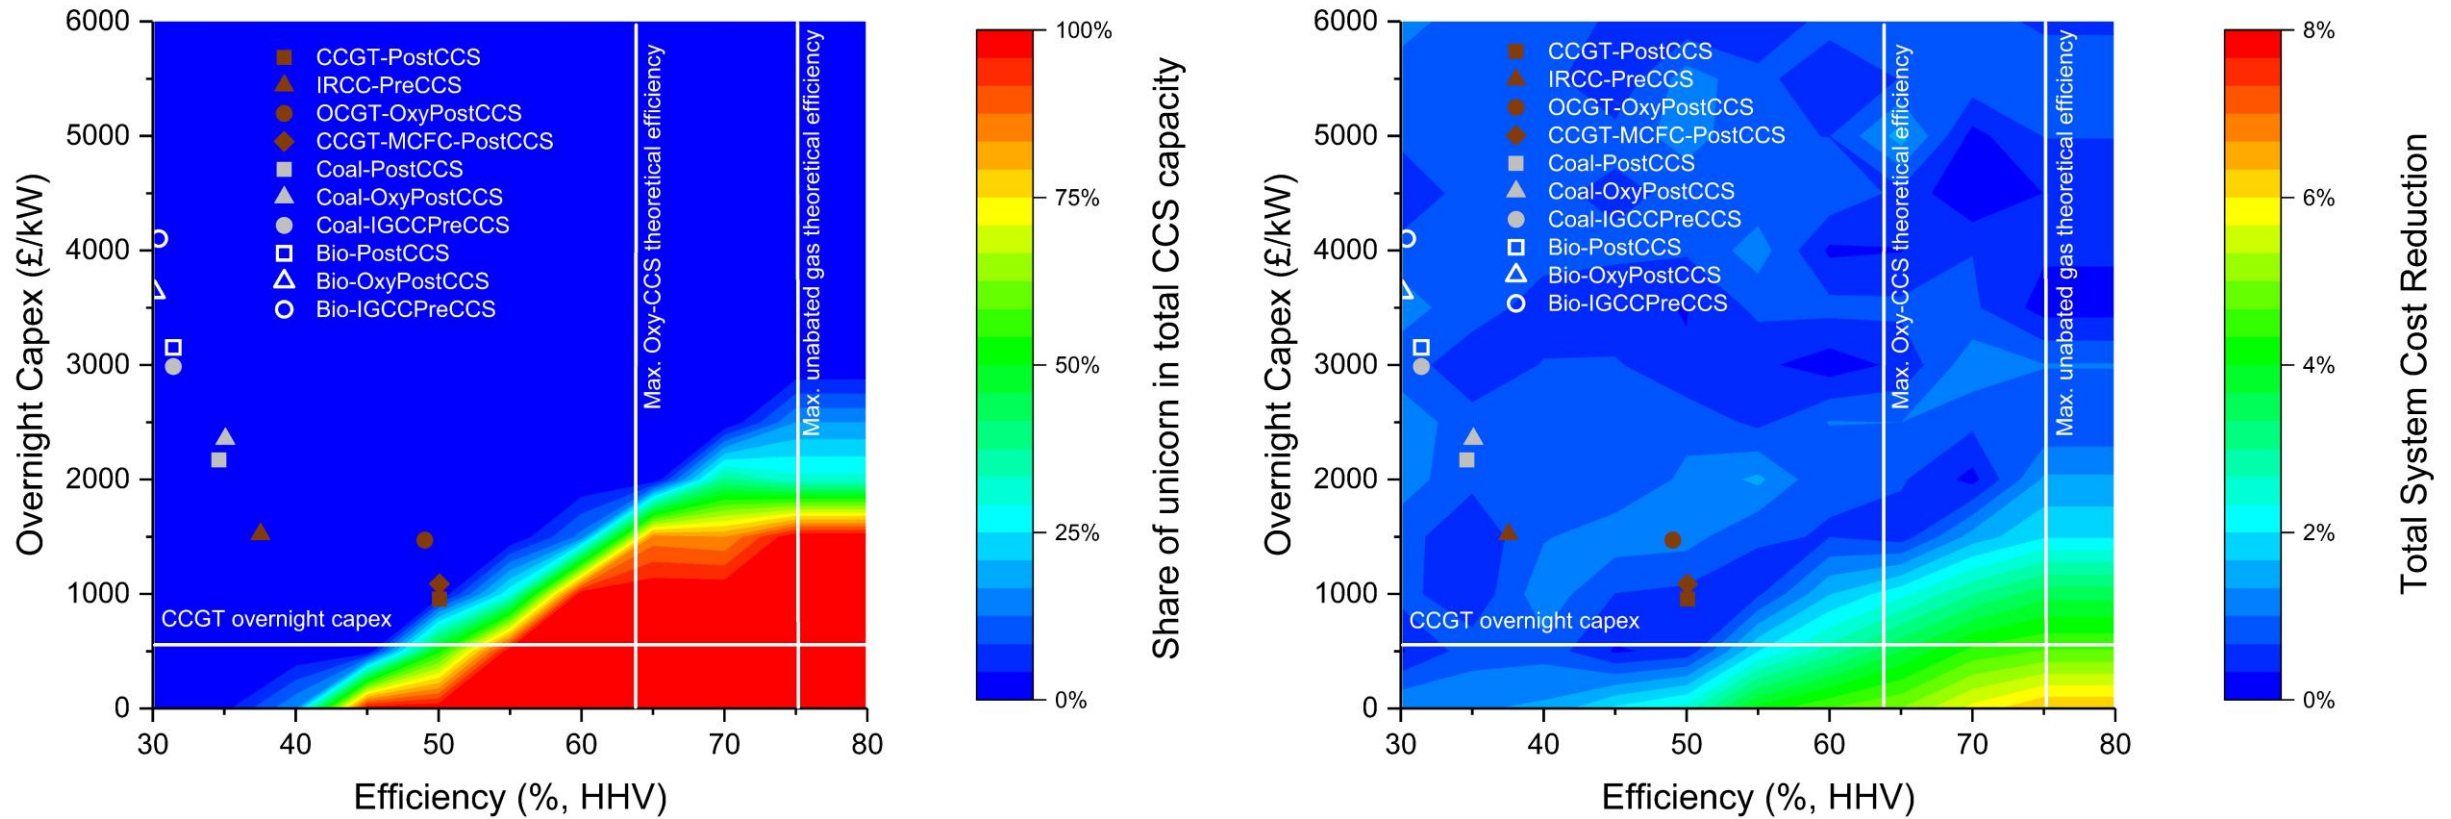 6000
5000
4000
3000
2000
1000
0
Overnight Capex (£/kW)
30 40 50 60 70 80
Efficiency (%, HHV)
CCGT-PostCCS
IRCC-PreCCS
OCGT-OxyPostCCS
CCGT-MCFC-PostCCS
Coal-PostCCS
Coal-OxyPostCCS
Coal-IGCCPreCCS
Bio-PostCCS
Bio-OxyPostCCS
Bio-IGCCPreCCS
Max. Oxy-CCS theoretical efficiency
Max. unabated gas theoretical efficiency
CCGT overnight capex
100%
75%
50%
25%
0%
Share of unicorn in total CCS capacity
6000
5000
4000
3000
2000
1000
0
Overnight Capex (£/kW)
30 40 50 60 70 80
Efficiency (%, HHV)
CCGT-PostCCS
IRCC-PreCCS
OCGT-OxyPostCCS
CCGT-MCFC-PostCCS
Coal-PostCCS
Coal-OxyPostCCS
Coal-IGCCPreCCS
Bio-PostCCS
Bio-OxyPostCCS
Bio-IGCCPreCCS
Max. Oxy-CCS theoretical efficiency
Max. unabated gas theoretical efficiency
CCGT overnight capex
8%
6%
4%
2%
0%
Total System Cost Reduction